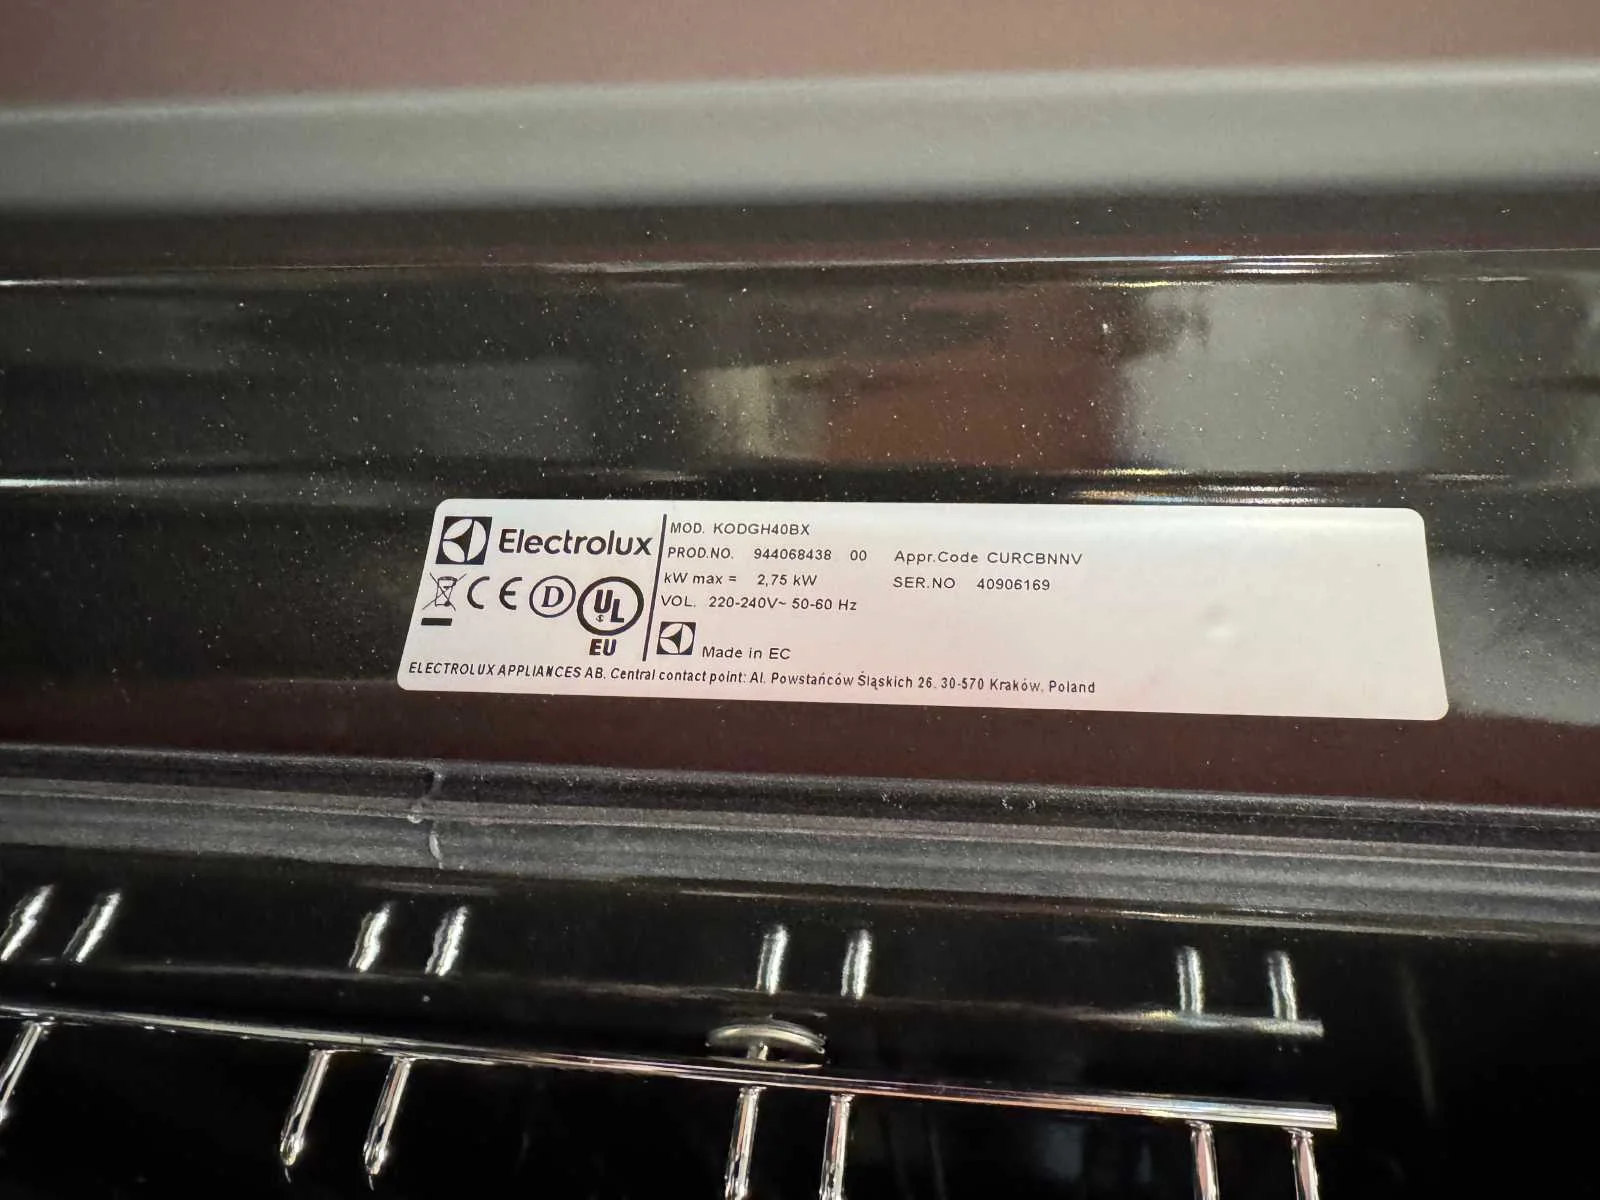 Electrolux
MOD. KODGH40BX
PROD.NO. 944068438 00 Appr.Code CURCBNNV
kW max = 2,75 kW SER.NO 40906169
VOL. 220-240V~ 50-60 Hz
CE D UL
EU
Made in EC
ELECTROLUX APPLIANCES AB. Central contact point: Al. Powstańców Śląskich 26, 30-570 Kraków, Poland